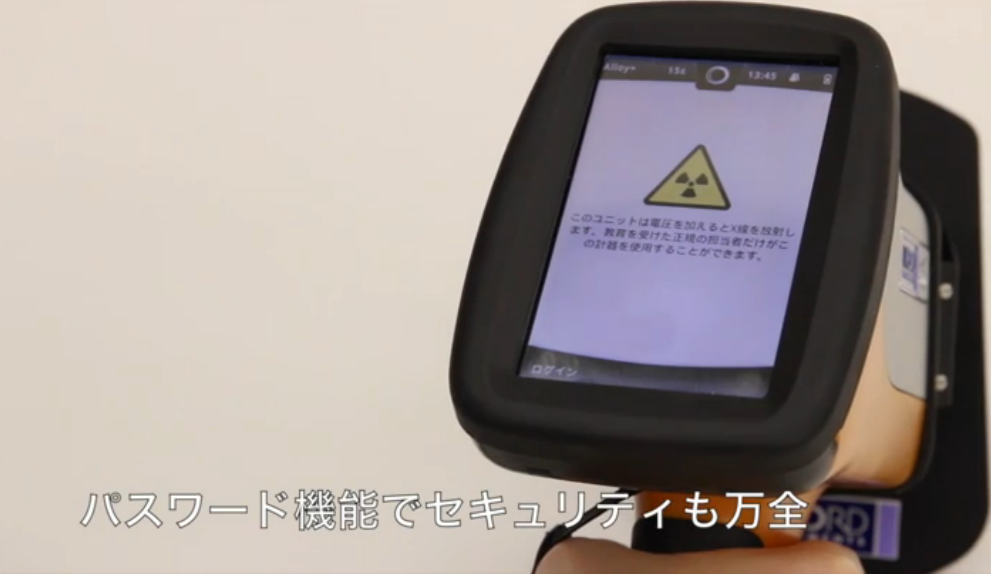 Alloy+ 15s 13:45
このユニットは電圧を加えるとX線を放射し
ます。教育を受けた正規の担当者だけがこ
の計器を使用することができます。
ログイン
パスワード機能でセキュリティも万全